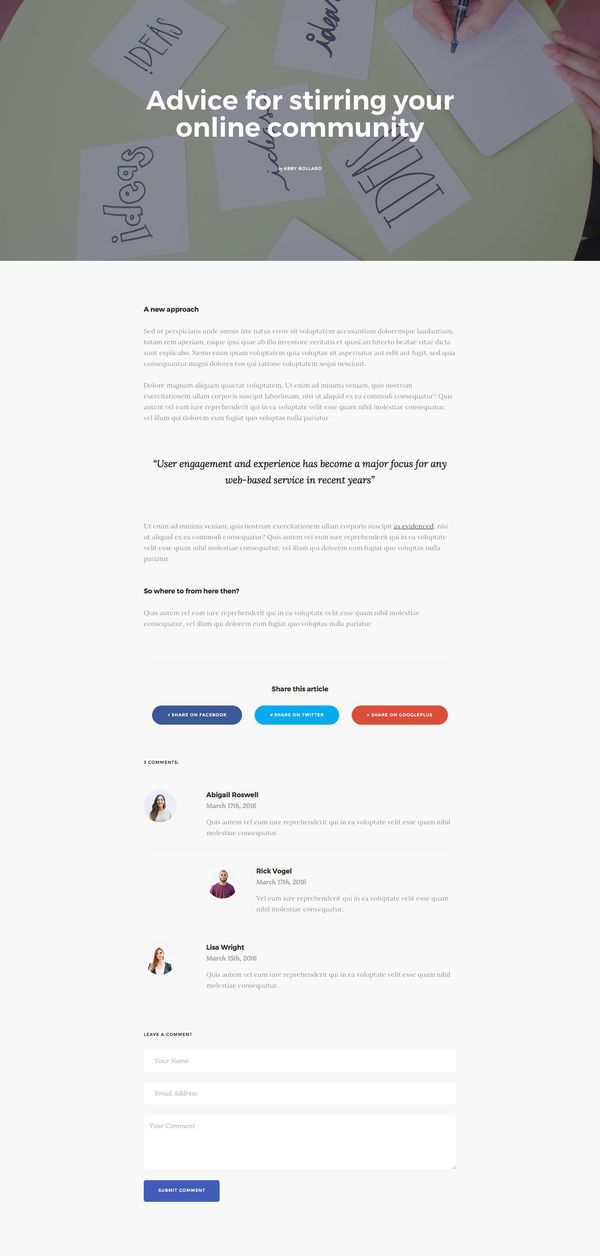 IDEAS
ideas
Advice for stirring your
online community
ideas
ideas
IDEAS
by ABBY BOLLARD
A new approach
Sed ut perspiciatis unde omnis iste natus error sit voluptatem accusantium doloremque laudantium,
totam rem aperiam, eaque ipsa quae ab illo inventore veritatis et quasi architecto beatae vitae dicta
sunt explicabo. Nemo enim ipsam voluptatem quia voluptas sit aspernatur aut odit aut fugit, sed quia
consequuntur magni dolores eos qui ratione voluptatem sequi nesciunt.
Dolore magnam aliquam quaerat voluptatem. Ut enim ad minima veniam, quis nostrum
exercitationem ullam corporis suscipit laboriosam, nisi ut aliquid ex ea commodi consequatur? Quis
autem vel eum iure reprehenderit qui in ea voluptate velit esse quam nihil molestiae consequatur,
vel illum qui dolorem eum fugiat quo voluptas nulla pariatur
“User engagement and experience has become a major focus for any
web-based service in recent years”
Ut enim ad minima veniam, quis nostrum exercitationem ullam corporis suscipit as evidenced, nisi
ut aliquid ex ea commodi consequatur? Quis autem vel eum iure reprehenderit qui in ea voluptate
velit esse quam nihil molestiae consequatur, vel illum qui dolorem eum fugiat quo voluptas nulla
pariatur
So where to from here then?
Quis autem vel eum iure reprehenderit qui in ea voluptate velit esse quam nihil molestiae
consequatur, vel illum qui dolorem eum fugiat quo voluptas nulla pariatur
Share this article
SHARE ON FACEBOOK
SHARE ON TWITTER
SHARE ON GOOGLEPLUS
3 COMMENTS:
Abigail Roswell
March 17th, 2016
Quis autem vel eum iure reprehenderit qui in ea voluptate velit esse quam nihil
molestiae consequatur.
Rick Vogel
March 17th, 2016
Vel eum iure reprehenderit qui in ea voluptate velit esse quam
nihil molestiae consequatur.
Lisa Wright
March 15th, 2016
Quis autem vel eum iure reprehenderit qui in ea voluptate velit esse quam nihil
molestiae consequatur.
LEAVE A COMMENT
Your Name
Email Address
Your Comment
SUBMIT COMMENT